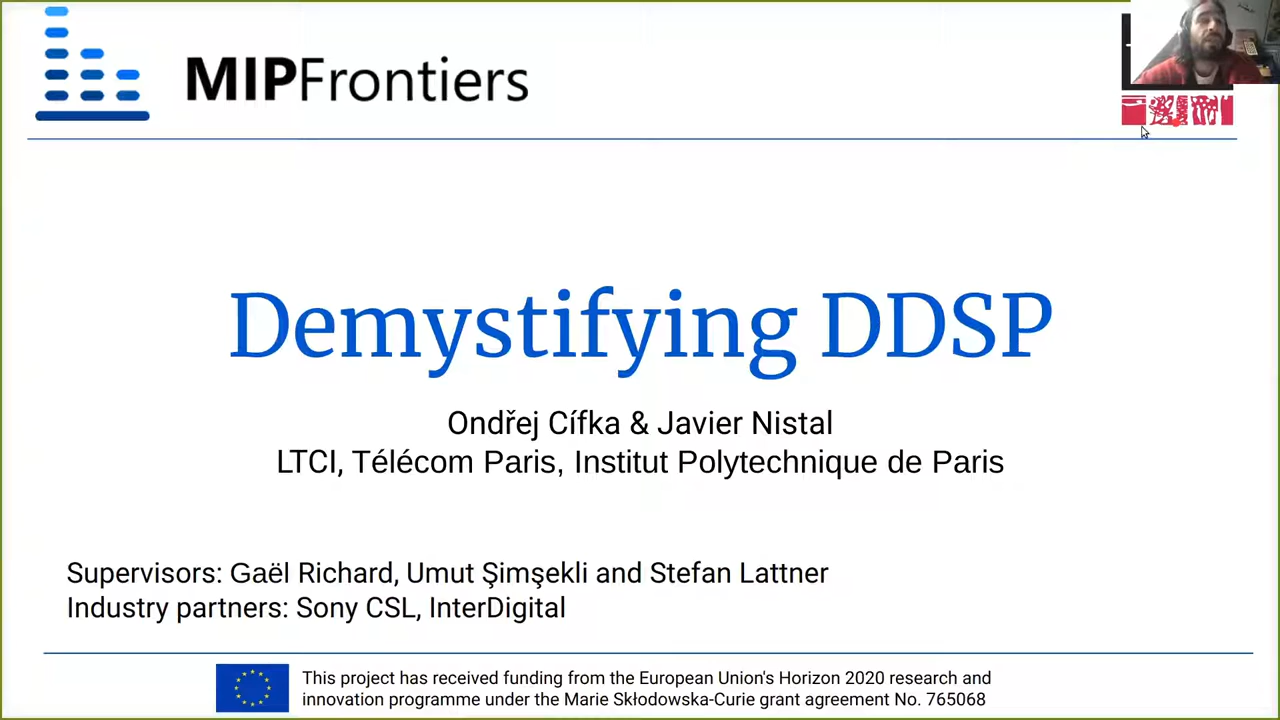 MIPFrontiers
Demystifying DDSP
Ondřej Cífka & Javier Nistal
LTCI, Télécom Paris, Institut Polytechnique de Paris
Supervisors: Gaël Richard, Umut Şimşekli and Stefan Lattner
Industry partners: Sony CSL, InterDigital
This project has received funding from the European Union's Horizon 2020 research and
innovation programme under the Marie Skłodowska-Curie grant agreement No. 765068